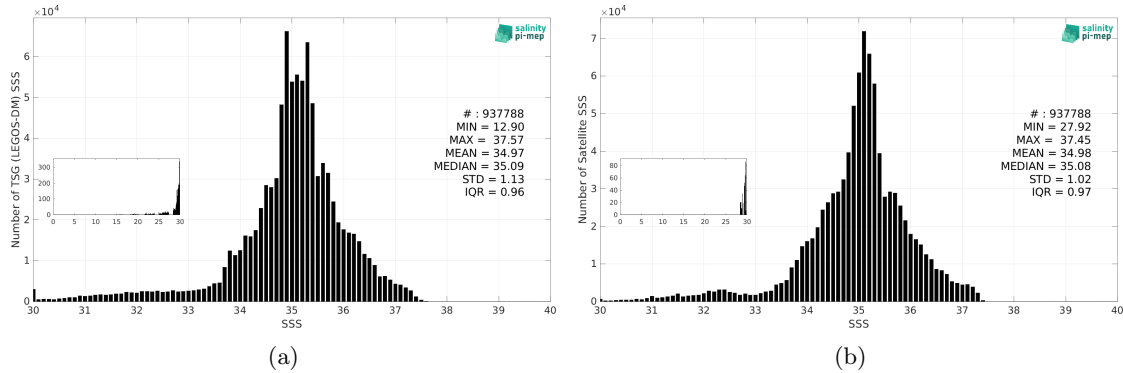 ×10⁴
salinity
pi-mep
Number of TSG (LEGOS-DM) SSS
6
5
4
3
2
1
0
# : 937788
MIN = 12.90
MAX = 37.57
MEAN = 34.97
MEDIAN = 35.09
STD = 1.13
IQR = 0.96
300
200
100
0
0 5 10 15 20 25 30
30 31 32 33 34 35 36 37 38 39 40
SSS
(a)
×10⁴
salinity
pi-mep
Number of Satellite SSS
7
6
5
4
3
2
1
0
# : 937788
MIN = 27.92
MAX = 37.45
MEAN = 34.98
MEDIAN = 35.08
STD = 1.02
IQR = 0.97
80
60
40
20
0
0 5 10 15 20 25 30
30 31 32 33 34 35 36 37 38 39 40
SSS
(b)